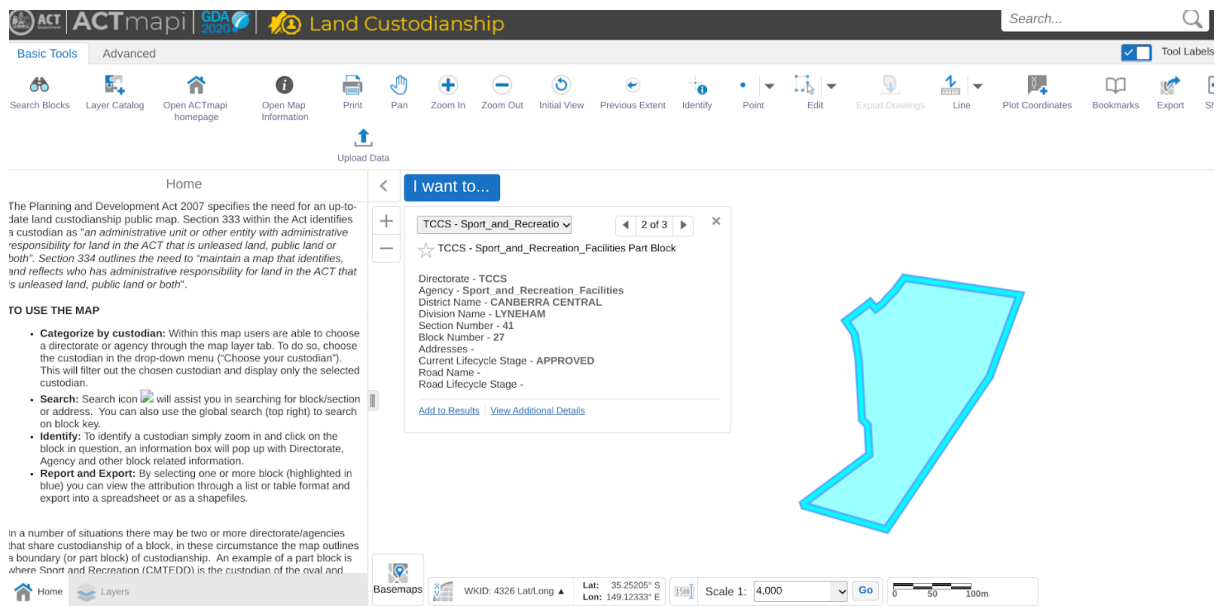 ACT ACTmapi GDA 2020 Land Custodianship Search...
Basic Tools Advanced Tool Labels
Search Blocks Layer Catalog Open ACTmapi homepage Open Map Information Print Pan Zoom In Zoom Out Initial View Previous Extent Identify Point Edit Export Drawings Line Plot Coordinates Bookmarks Export
Upload Data
Home
The Planning and Development Act 2007 specifies the need for an up-to-
date land custodianship public map. Section 333 within the Act identifies
a custodian as "an administrative unit or other entity with administrative
responsibility for land in the ACT that is unleased land, public land or
both". Section 334 outlines the need to "maintain a map that identifies,
and reflects who has administrative responsibility for land in the ACT that
is unleased land, public land or both".
TO USE THE MAP
• Categorize by custodian: Within this map users are able to choose
a directorate or agency through the map layer tab. To do so, choose
the custodian in the drop-down menu ("Choose your custodian").
This will filter out the chosen custodian and display only the selected
custodian.
• Search: Search icon will assist you in searching for block/section
or address. You can also use the global search (top right) to search
on block key.
• Identify: To identify a custodian simply zoom in and click on the
block in question, an information box will pop up with Directorate,
Agency and other block related information.
• Report and Export: By selecting one or more block (highlighted in
blue) you can view the attribution through a list or table format and
export into a spreadsheet or as a shapefiles.
In a number of situations there may be two or more directorate/agencies
that share custodianship of a block, in these circumstance the map outlines
a boundary (or part block) of custodianship. An example of a part block is
where Sport and Recreation (CMTEDD) is the custodian of the oval and
Home Layers
I want to...
TCCS - Sport_and_Recreatio 2 of 3
TCCS - Sport_and_Recreation_Facilities Part Block
Directorate - TCCS
Agency - Sport_and_Recreation_Facilities
District Name - CANBERRA CENTRAL
Division Name - LYNEHAM
Section Number - 41
Block Number - 27
Addresses -
Current Lifecycle Stage - APPROVED
Road Name -
Road Lifecycle Stage -
Add to Results View Additional Details
Basemaps
WKID: 4326 Lat/Long
Lat: 35.25205° S
Lon: 149.12333° E
Scale 1: 4,000 Go
0 50 100m